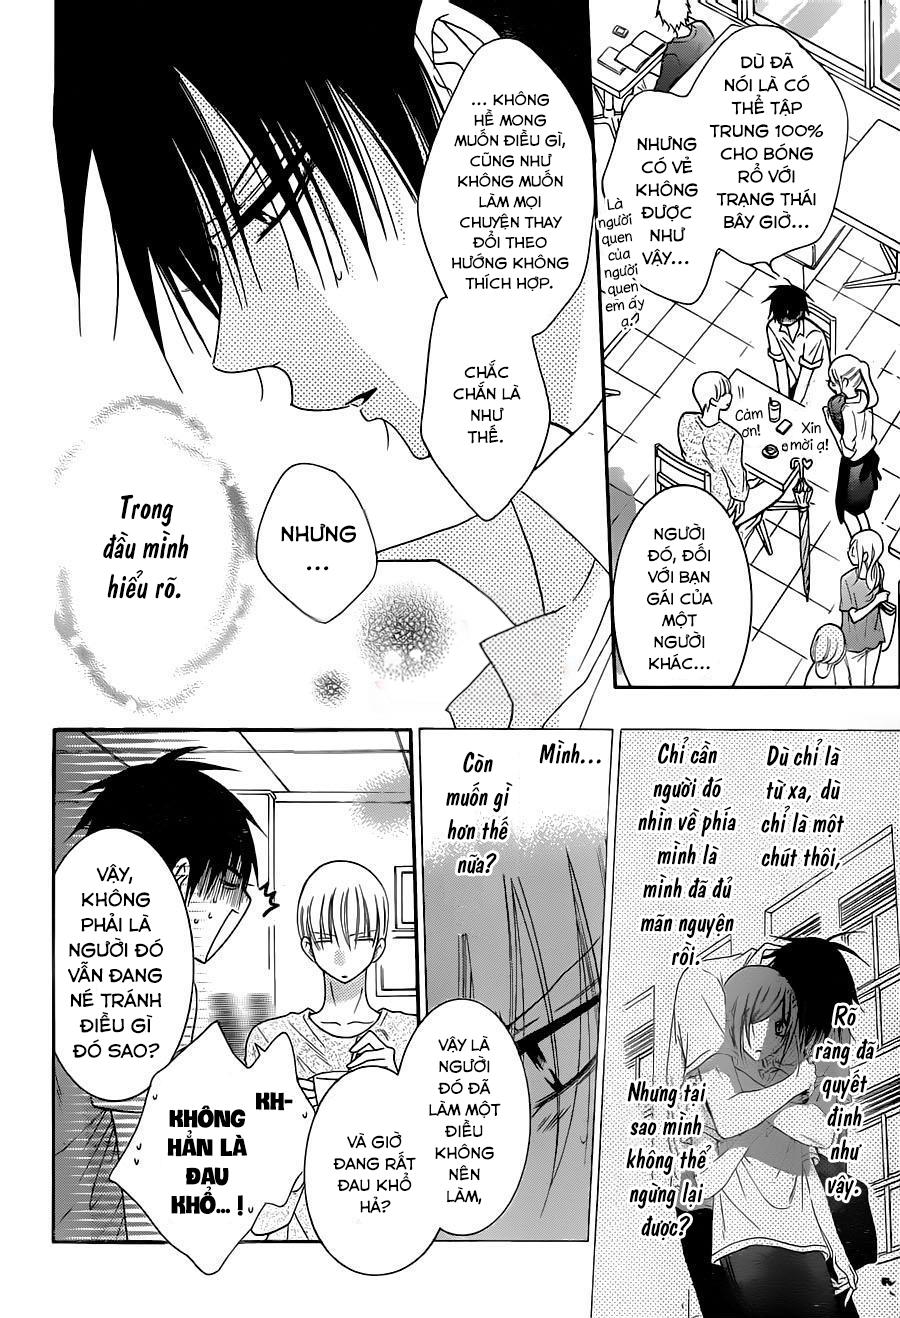 DÙ ĐÃ
NÓI LÀ CÓ
THỂ TẬP
TRUNG 100%
CHO BÓNG
RỔ VỚI
TRẠNG THÁI
BÂY GIỜ...
NHƯNG
CÓ VẺ
KHÔNG
ĐƯỢC
NHƯ
VẬY...
Là
người
quen
của
người
quen
em ấy
ạ?
Cảm
ơn!
Xin
mời ạ!
NGƯỜI
ĐÓ, ĐỐI
VỚI BẠN
GÁI CỦA
MỘT
NGƯỜI
KHÁC...
... KHÔNG
HỀ MONG
MUỐN ĐIỀU GÌ,
CŨNG NHƯ
KHÔNG MUỐN
LÀM MỌI
CHUYỆN THAY
ĐỔI THEO
HƯỚNG KHÔNG
THÍCH HỢP.
CHẮC
CHẮN LÀ
NHƯ
THẾ.
NHƯNG
...
Trong
đầu mình
hiểu rõ.
Dù chỉ là
từ xa, dù
chỉ là một
chút thôi,
Chỉ cần
người đó
nhìn về phía
mình là
mình đã đủ
mãn nguyện
rồi.
Rõ
ràng đã
quyết
định
như
vậy.
Nhưng tại
sao mình
không thể
ngừng lại
được?
Mình...
Còn
muốn gì
hơn thế
nữa?
VẬY LÀ
NGƯỜI
ĐÓ ĐÃ
LÀM MỘT
ĐIỀU
KHÔNG
NÊN
LÀM,
VÀ GIỜ
ĐANG RẤT
ĐAU KHỔ
HẢ?
KH-
KHÔNG
HẲN LÀ
ĐAU
KHỔ... !
VẬY,
KHÔNG
PHẢI LÀ
NGƯỜI ĐÓ
VẪN ĐANG
NÉ TRÁNH
ĐIỀU GÌ
ĐÓ SAO?